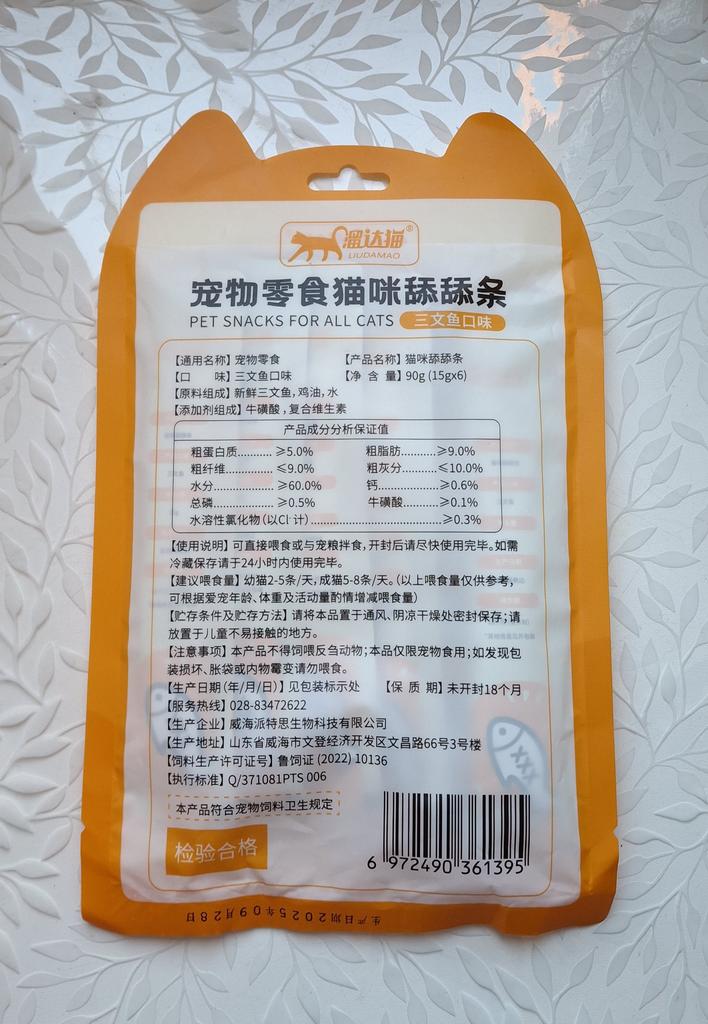 溜达猫®
LIUDAMAO
宠物零食猫咪舔舔条
PET SNACKS FOR ALL CATS 三文鱼口味
【通用名称】宠物零食 【产品名称】猫咪舔舔条
【口 味】三文鱼口味 【净 含 量】90g (15gx6)
【原料组成】新鲜三文鱼,鸡油,水
【添加剂组成】牛磺酸,复合维生素
产品成分分析保证值
粗蛋白质...........≥5.0% 粗脂肪...........≥9.0%
粗纤维...........≤9.0% 粗灰分...........≤10.0%
水分...........≥60.0% 钙...........≥0.6%
总磷...........≥0.5% 牛磺酸...........≥0.1%
水溶性氯化物(以Cl⁻计)...........≥0.3%
【使用说明】可直接喂食或与宠粮拌食,开封后请尽快使用完毕。如需
冷藏保存请于24小时内使用完毕。
【建议喂食量】幼猫2-5条/天,成猫5-8条/天。(以上喂食量仅供参考,
可根据爱宠年龄、体重及活动量酌情增减喂食量)
【贮存条件及贮存方法】请将本品置于通风、阴凉干燥处密封保存;请
放置于儿童不易接触的地方。
【注意事项】本产品不得饲喂反刍动物;本品仅限宠物食用;如发现包
装损坏、胀袋或内物霉变请勿喂食。
【生产日期(年/月/日)】见包装标示处 【保 质 期】未开封18个月
【服务热线】028-83472622
【生产企业】威海派特思生物科技有限公司
【生产地址】山东省威海市文登经济开发区文昌路66号3号楼
【饲料生产许可证号】鲁饲证 (2022) 10136
【执行标准】Q/371081PTS 006
本产品符合宠物饲料卫生规定
检验合格
6 972490 361395
生产日期2025年09月28日